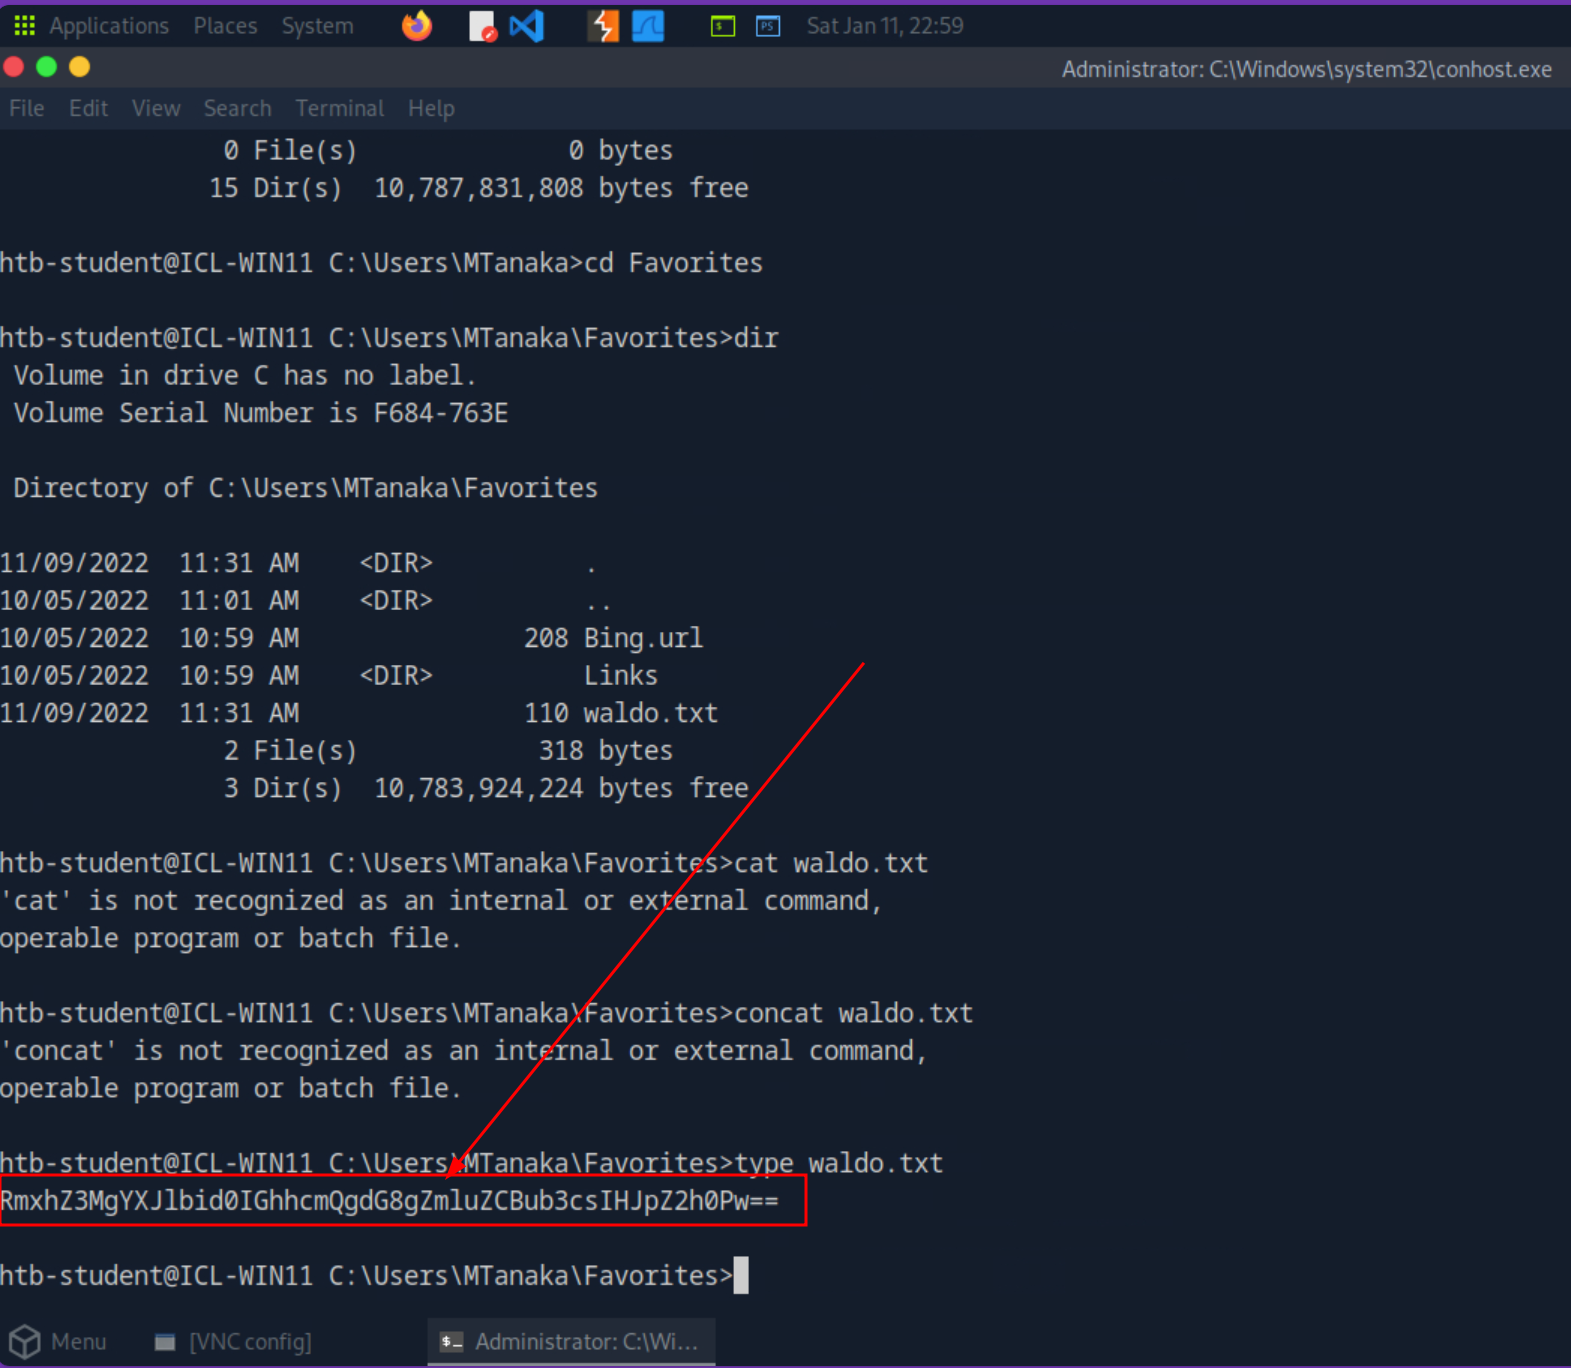 Applications Places System Sat Jan 11, 22:59
Administrator: C:\Windows\system32\conhost.exe
File Edit View Search Terminal Help
0 File(s) 0 bytes
15 Dir(s) 10,787,831,808 bytes free
htb-student@ICL-WIN11 C:\Users\MTanaka>cd Favorites
htb-student@ICL-WIN11 C:\Users\MTanaka\Favorites>dir
Volume in drive C has no label.
Volume Serial Number is F684-763E
Directory of C:\Users\MTanaka\Favorites
11/09/2022 11:31 AM <DIR> .
10/05/2022 11:01 AM <DIR> ..
10/05/2022 10:59 AM 208 Bing.url
10/05/2022 10:59 AM <DIR> Links
11/09/2022 11:31 AM 110 waldo.txt
2 File(s) 318 bytes
3 Dir(s) 10,783,924,224 bytes free
htb-student@ICL-WIN11 C:\Users\MTanaka\Favorites>cat waldo.txt
'cat' is not recognized as an internal or external command,
operable program or batch file.
htb-student@ICL-WIN11 C:\Users\MTanaka\Favorites>concat waldo.txt
'concat' is not recognized as an internal or external command,
operable program or batch file.
htb-student@ICL-WIN11 C:\Users\MTanaka\Favorites>type waldo.txt
RmxhZ3MgYXJlbid0IGhhcmQgdG8gZmluZCBub3csIHJpZ2h0Pw==
htb-student@ICL-WIN11 C:\Users\MTanaka\Favorites>
Menu [VNC config] $_ Administrator: C:\Wi...